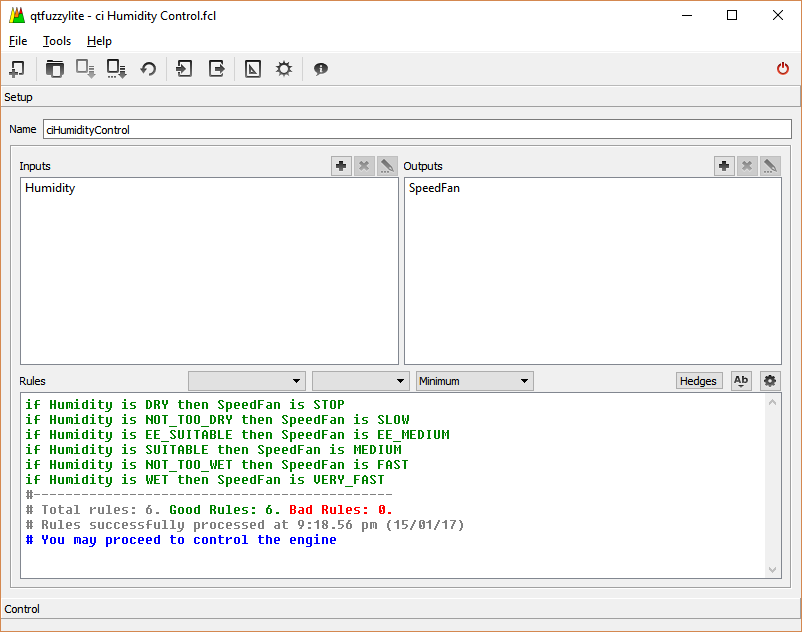 qtfuzzylite - ci Humidity Control.fcl
File Tools Help
Setup
Name ciHumidityControl
Inputs Outputs
Humidity SpeedFan
Rules Minimum Hedges Ab
if Humidity is DRY then SpeedFan is STOP
if Humidity is NOT_TOO_DRY then SpeedFan is SLOW
if Humidity is EE_SUITABLE then SpeedFan is EE_MEDIUM
if Humidity is SUITABLE then SpeedFan is MEDIUM
if Humidity is NOT_TOO_WET then SpeedFan is FAST
if Humidity is WET then SpeedFan is VERY_FAST
#---------------------------------------------
# Total rules: 6. Good Rules: 6. Bad Rules: 0.
# Rules successfully processed at 9:18.56 pm (15/01/17)
# You may proceed to control the engine
Control